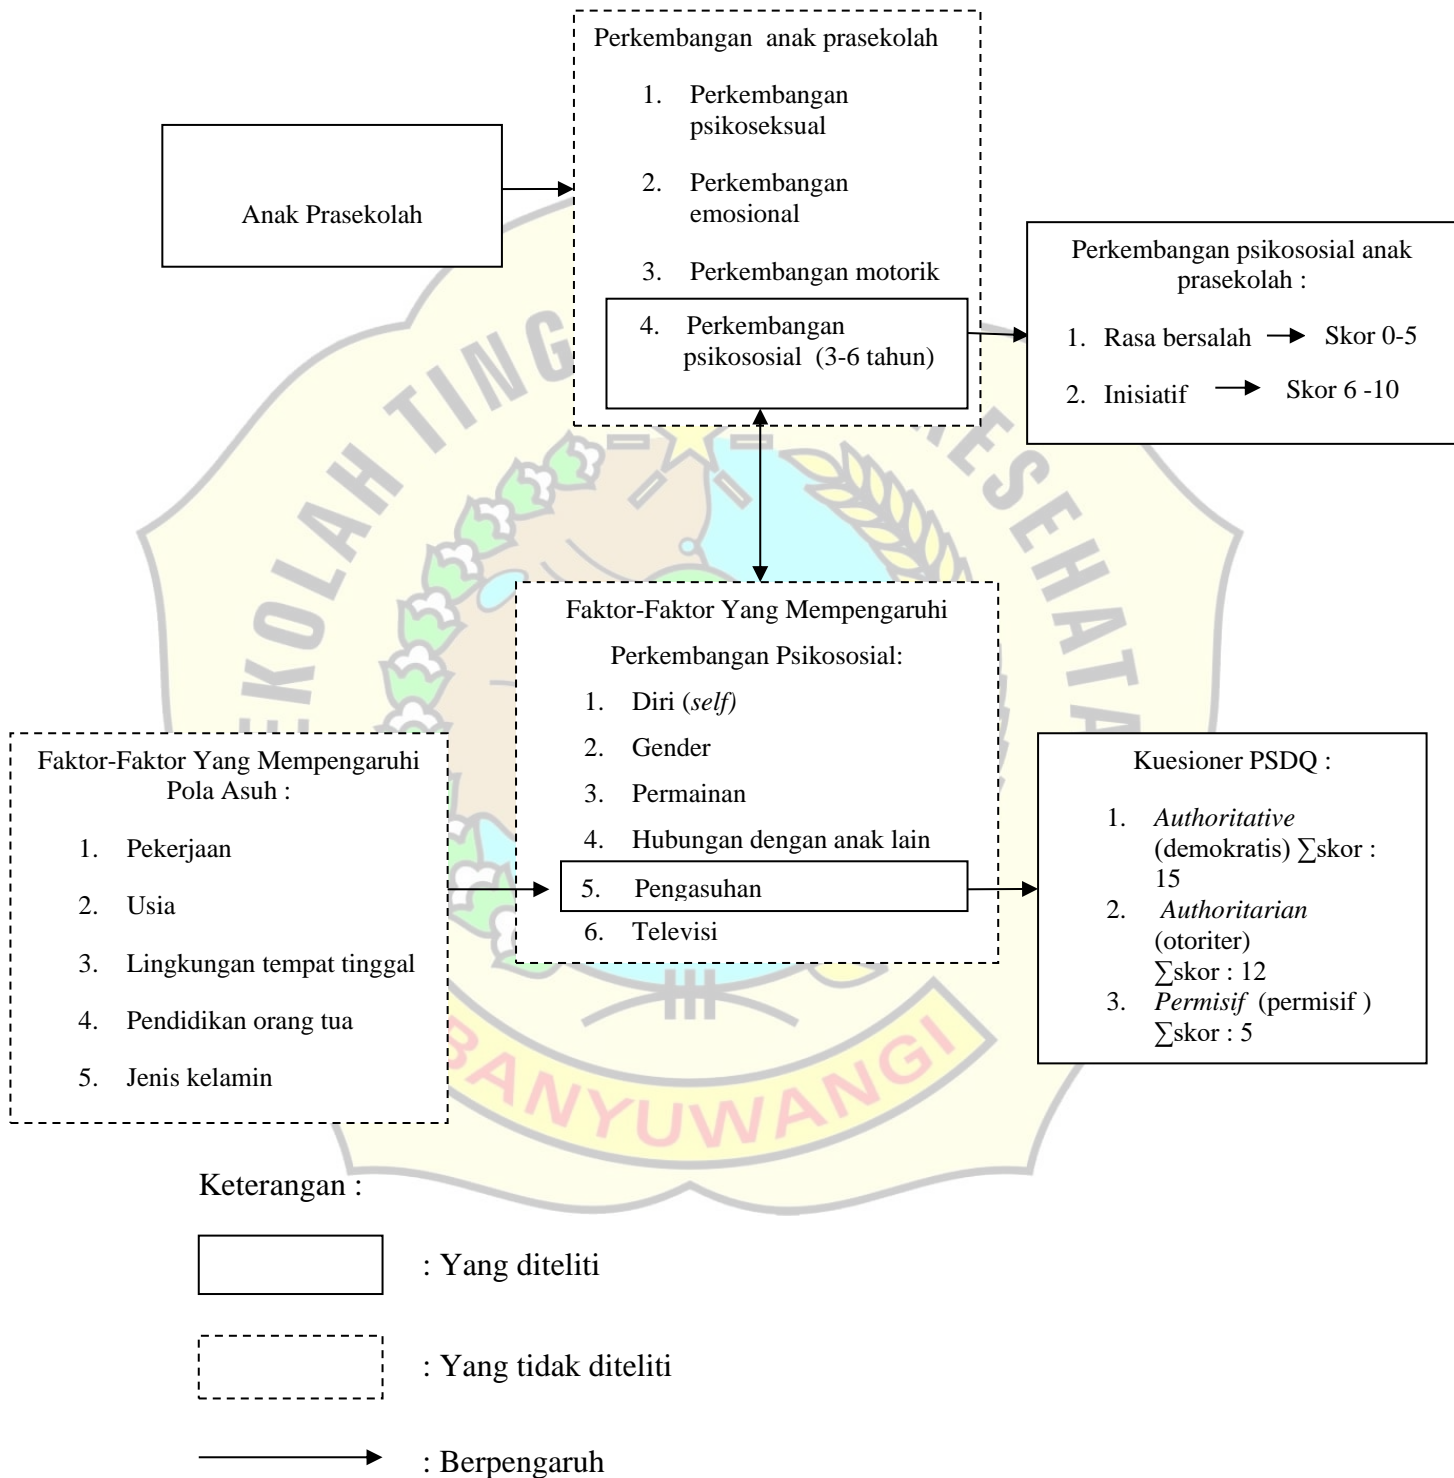 Perkembangan anak prasekolah
1. Perkembangan
psikoseksual
2. Perkembangan
emosional
3. Perkembangan motorik
4. Perkembangan
psikososial (3-6 tahun)
Anak Prasekolah
Perkembangan psikososial anak
prasekolah :
1. Rasa bersalah → Skor 0-5
2. Inisiatif → Skor 6 -10
Faktor-Faktor Yang Mempengaruhi
Perkembangan Psikososial:
1. Diri (self)
2. Gender
3. Permainan
4. Hubungan dengan anak lain
5. Pengasuhan
6. Televisi
Faktor-Faktor Yang Mempengaruhi
Pola Asuh :
1. Pekerjaan
2. Usia
3. Lingkungan tempat tinggal
4. Pendidikan orang tua
5. Jenis kelamin
Kuesioner PSDQ :
1. Authoritative
(demokratis) ∑skor :
15
2. Authoritarian
(otoriter)
∑skor : 12
3. Permisif (permisif )
∑skor : 5
EKOLAH TING
KESEHATA
BANYUWANGI
Keterangan :
: Yang diteliti
: Yang tidak diteliti
: Berpengaruh